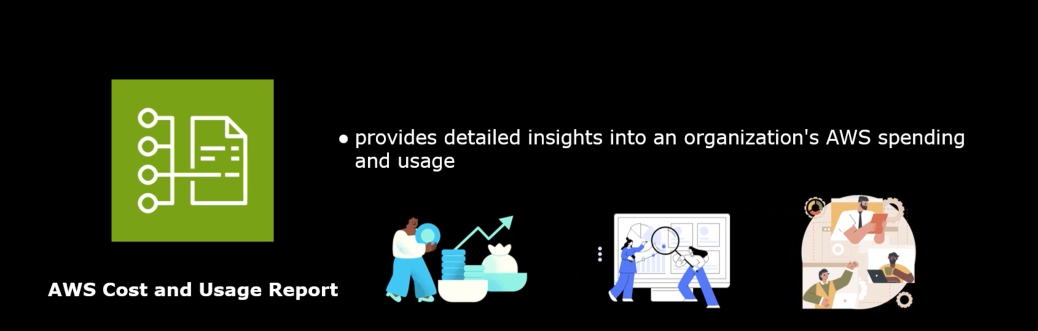 ● provides detailed insights into an organization's AWS spending
and usage
AWS Cost and Usage Report